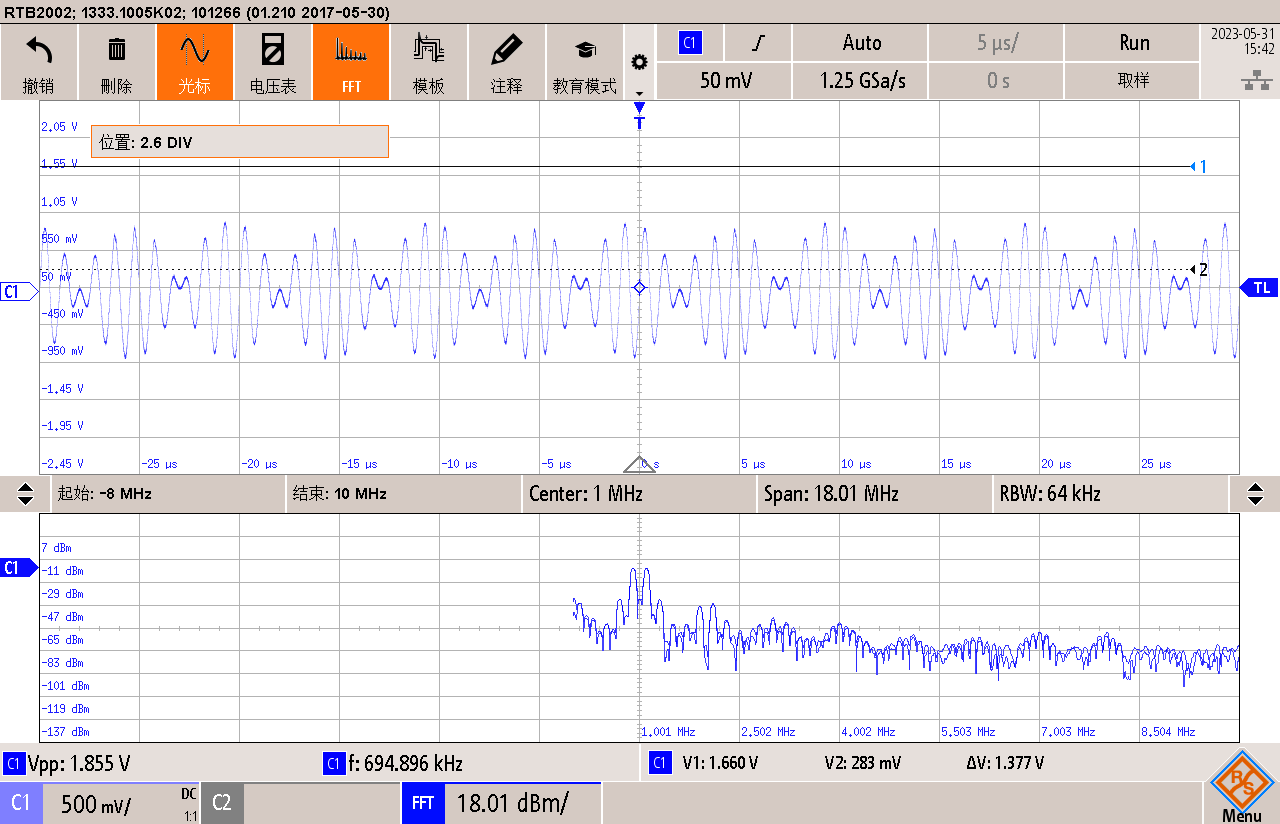 RTB2002; 1333.1005K02; 101266 (01.210 2017-05-30)
撤销 删除 光标 电压表 FFT 模板 注释 教育模式
C1 Auto 5 µs/ Run
50 mV 1.25 GSa/s 0 s 取样
2023-05-31
15:42
T
2.05 V
位置: 2.6 DIV
1.55 V
1
1.05 V
550 mV
50 mV
2
C1
TL
-450 mV
-950 mV
-1.45 V
-1.95 V
-2.45 V -25 µs -20 µs -15 µs -10 µs -5 µs 0 s 5 µs 10 µs 15 µs 20 µs 25 µs
起始: -8 MHz 结束: 10 MHz Center: 1 MHz Span: 18.01 MHz RBW: 64 kHz
7 dBm
C1
-11 dBm
-29 dBm
-47 dBm
-65 dBm
-83 dBm
-101 dBm
-119 dBm
-137 dBm 1.001 MHz 2.502 MHz 4.002 MHz 5.503 MHz 7.003 MHz 8.504 MHz
C1 Vpp: 1.855 V C1 f: 694.896 kHz C1 V1: 1.660 V V2: 283 mV ΔV: 1.377 V
C1 500 mV/ DC 1:1 C2 FFT 18.01 dBm/
R S
Menu